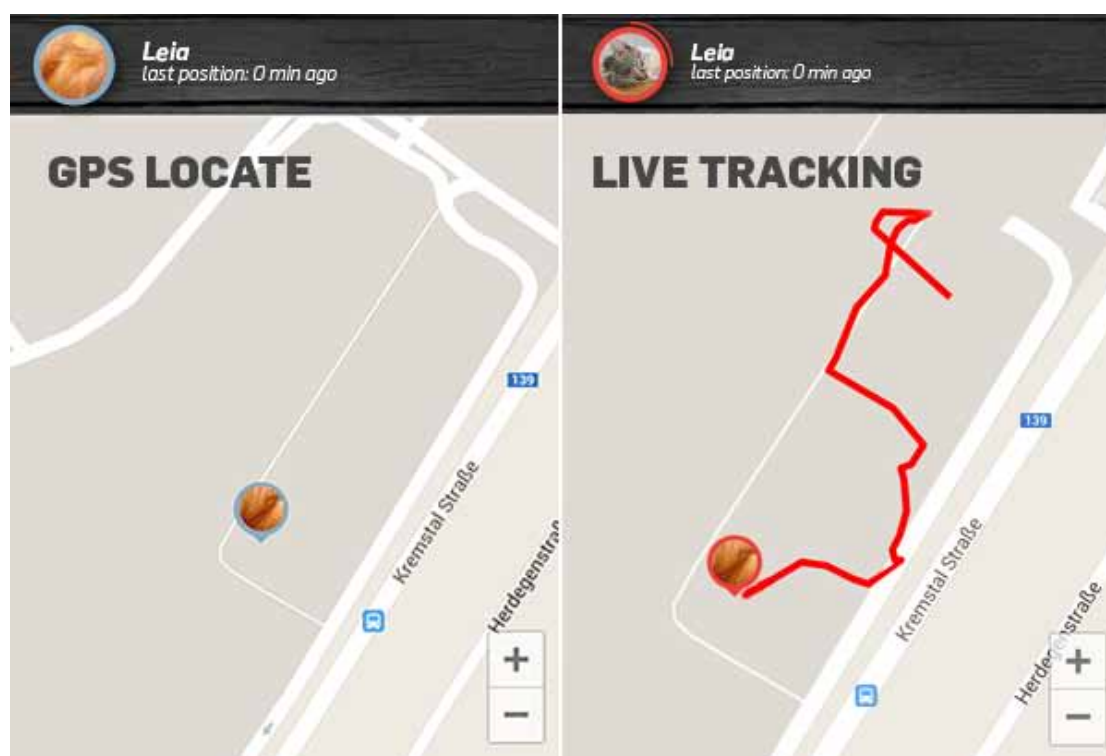 Leia
last position: 0 min ago
GPS LOCATE
139
Kremstal Straße
+
−
Leia
last position: 0 min ago
LIVE TRACKING
139
Kremstal Straße
Herdegenstraße
+
−